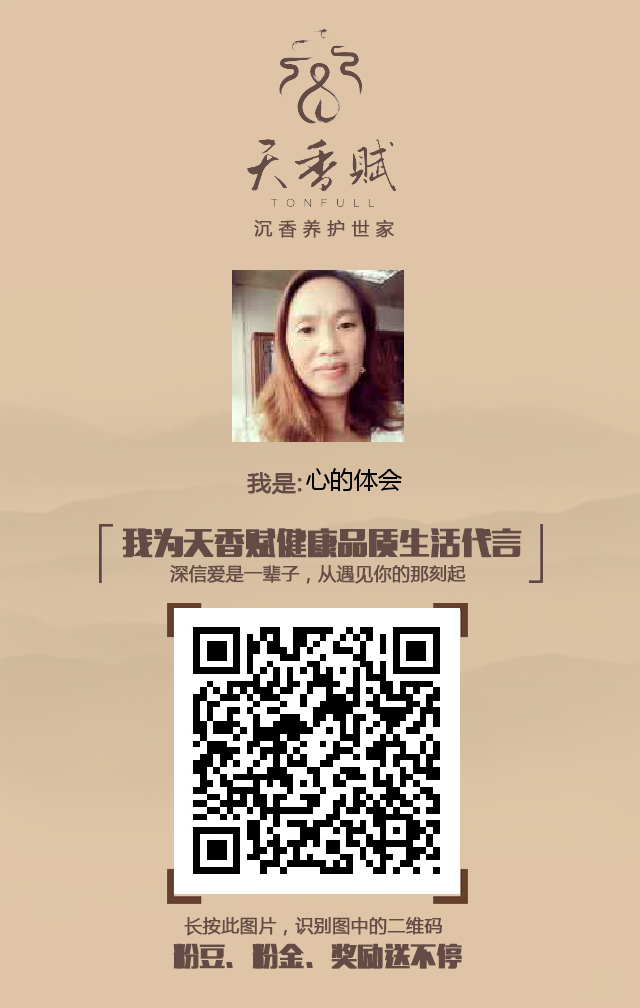 天香赋
TONFULL
沉香养护世家
我是:心的体会
我为天香赋健康品质生活代言
深信爱是一辈子，从遇见你的那刻起
长按此图片，识别图中的二维码
粉豆、粉金、奖励送不停